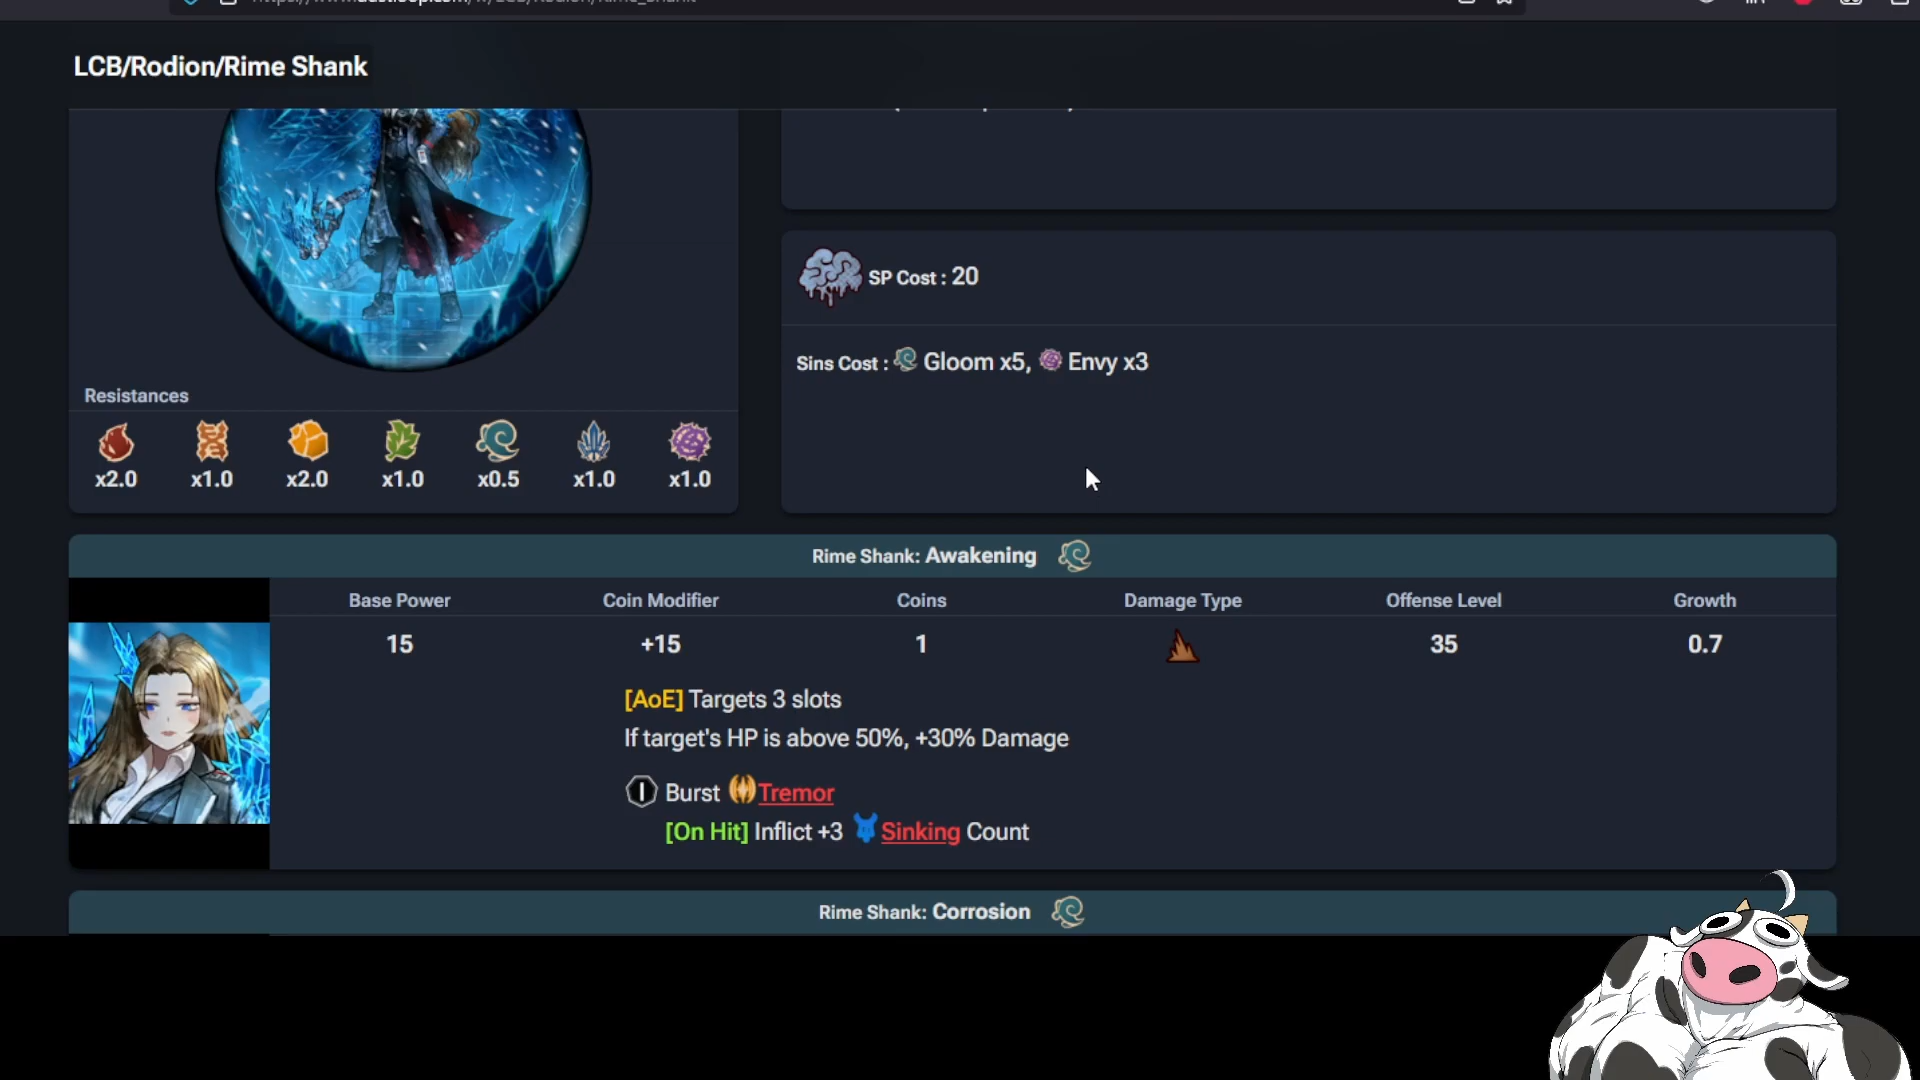 LCB/Rodion/Rime Shank
SP Cost : 20
Sins Cost : Gloom x5, Envy x3
Resistances
x2.0 x1.0 x2.0 x1.0 x0.5 x1.0 x1.0
Rime Shank: Awakening
Base Power Coin Modifier Coins Damage Type Offense Level Growth
15 +15 1 35 0.7
[AoE] Targets 3 slots
If target's HP is above 50%, +30% Damage
I Burst Tremor
[On Hit] Inflict +3 Sinking Count
Rime Shank: Corrosion